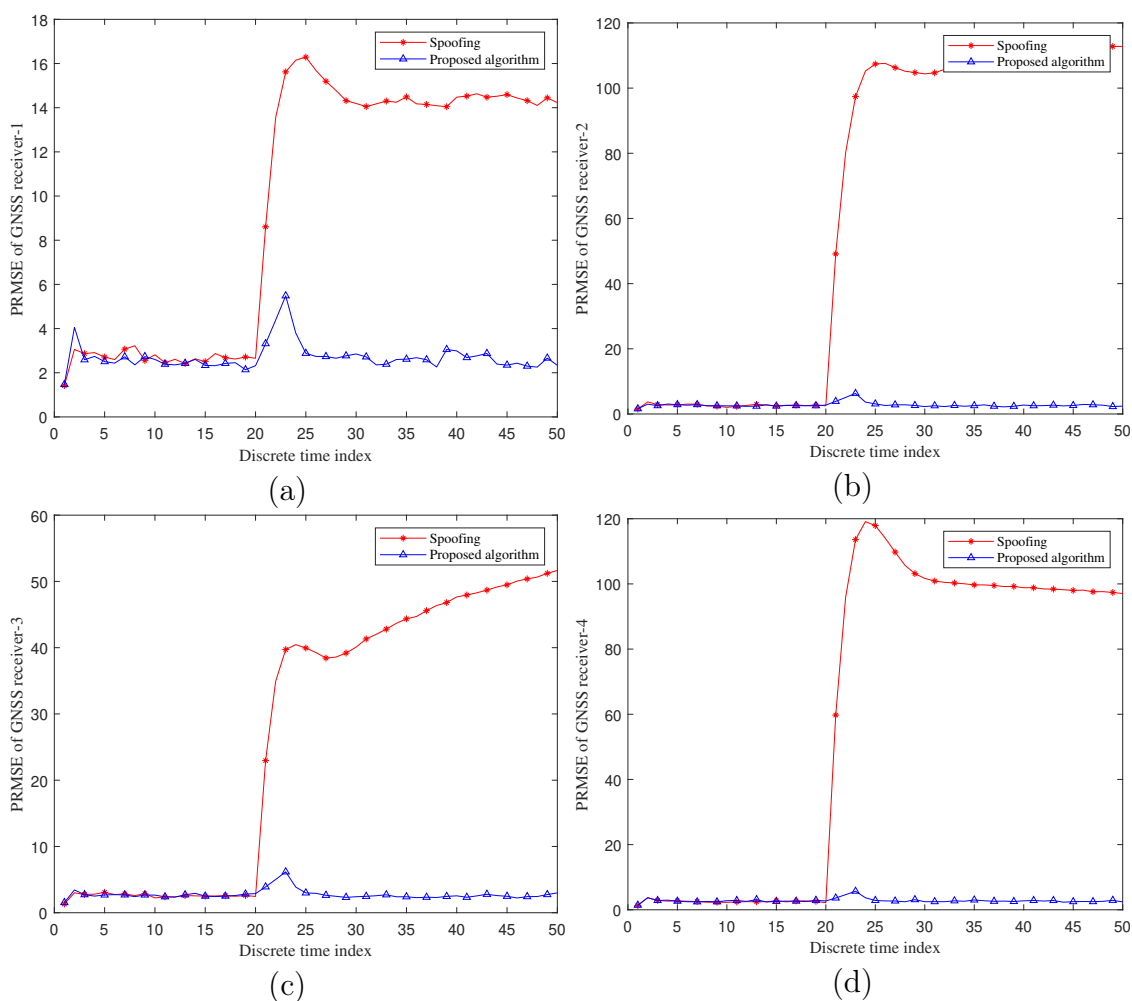 18
16
14
12
10
8
6
4
2
0
PRMSE of GNSS receiver-1
Spoofing
Proposed algorithm
0 5 10 15 20 25 30 35 40 45 50
Discrete time index
(a)
120
100
80
60
40
20
0
PRMSE of GNSS receiver-2
Spoofing
Proposed algorithm
0 5 10 15 20 25 30 35 40 45 50
Discrete time index
(b)
60
50
40
30
20
10
0
PRMSE of GNSS receiver-3
Spoofing
Proposed algorithm
0 5 10 15 20 25 30 35 40 45 50
Discrete time index
(c)
120
100
80
60
40
20
0
PRMSE of GNSS receiver-4
Spoofing
Proposed algorithm
0 5 10 15 20 25 30 35 40 45 50
Discrete time index
(d)